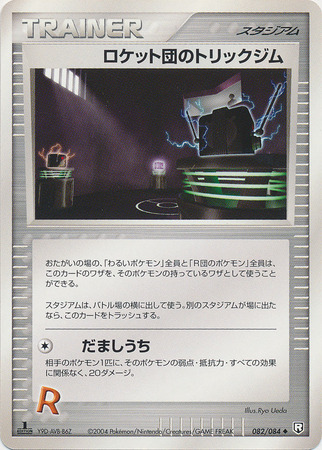 TRAINER
スタジアム
ロケット団のトリックジム
おたがいの場の、「わるいポケモン」全員と「R団のポケモン」全員は、
このカードのワザを、そのポケモンの持っているワザとして使うこと
ができる。
スタジアムは、バトル場の横に出して使う。別のスタジアムが場に出た
なら、このカードをトラッシュする。
だましうち
相手のポケモン1匹に、そのポケモンの弱点・抵抗力・すべての効果
に関係なく、20ダメージ。
R
Illus.Ryo Ueda
1
EDITION
Y9D-AVB-86Z
©2004 Pokémon/Nintendo/Creatures/GAME FREAK
082/084 ◆
R